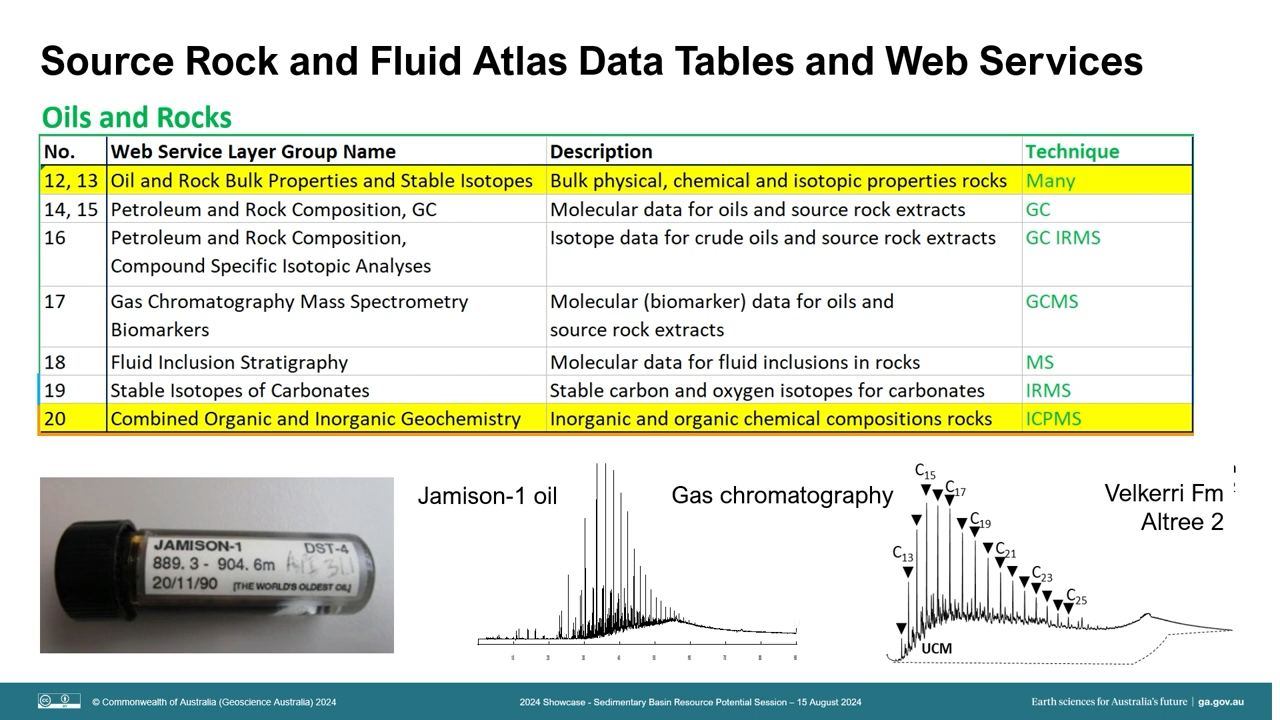 Source Rock and Fluid Atlas Data Tables and Web Services
Oils and Rocks
No. Web Service Layer Group Name Description Technique
12, 13 Oil and Rock Bulk Properties and Stable Isotopes Bulk physical, chemical and isotopic properties rocks Many
14, 15 Petroleum and Rock Composition, GC Molecular data for oils and source rock extracts GC
16 Petroleum and Rock Composition, Isotope data for crude oils and source rock extracts GC IRMS
Compound Specific Isotopic Analyses
17 Gas Chromatography Mass Spectrometry Molecular (biomarker) data for oils and GCMS
Biomarkers source rock extracts
18 Fluid Inclusion Stratigraphy Molecular data for fluid inclusions in rocks MS
19 Stable Isotopes of Carbonates Stable carbon and oxygen isotopes for carbonates IRMS
20 Combined Organic and Inorganic Geochemistry Inorganic and organic chemical compositions rocks ICPMS
JAMISON-1 DST-4
889.3 - 904.6m
20/11/90 [THE WORLD'S OLDEST OIL]
Jamison-1 oil
Gas chromatography
C13
C15
C17
C19
C21
C23
C25
UCM
Velkerri Fm
Altree 2
© Commonwealth of Australia (Geoscience Australia) 2024
2024 Showcase - Sedimentary Basin Resource Potential Session – 15 August 2024
Earth sciences for Australia's future | ga.gov.au